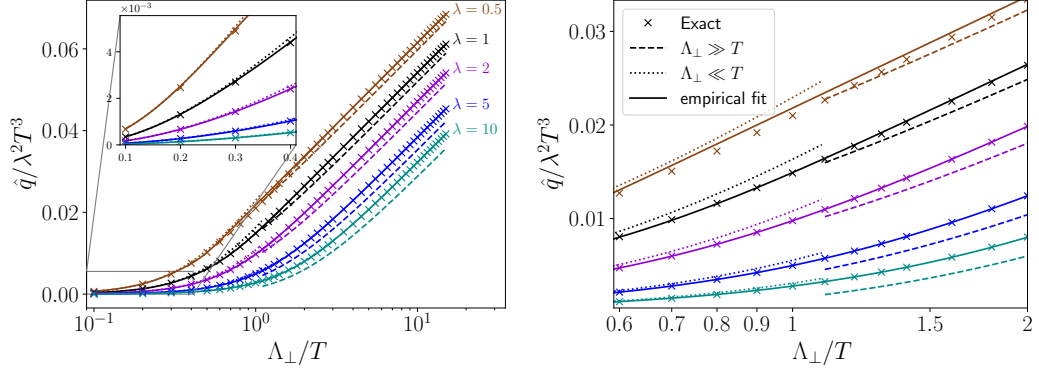 ×10⁻³
4
2
0
0.1 0.2 0.3 0.4
λ = 0.5
λ = 1
λ = 2
λ = 5
λ = 10
0.06
0.04
0.02
0.00
q̂/λ²T³
10⁻¹ 10⁰ 10¹
Λ⊥/T
Exact
Λ⊥ ≫ T
Λ⊥ ≪ T
empirical fit
0.03
0.02
0.01
q̂/λ²T³
0.6 0.7 0.8 0.9 1 1.5 2
Λ⊥/T